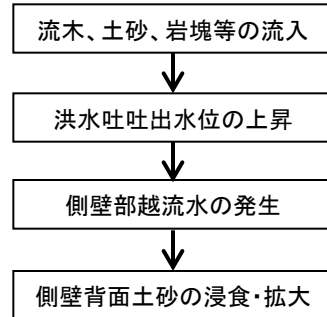 流木、土砂、岩塊等の流入
洪水吐吐出水位の上昇
側壁部越流水の発生
側壁背面土砂の浸食・拡大